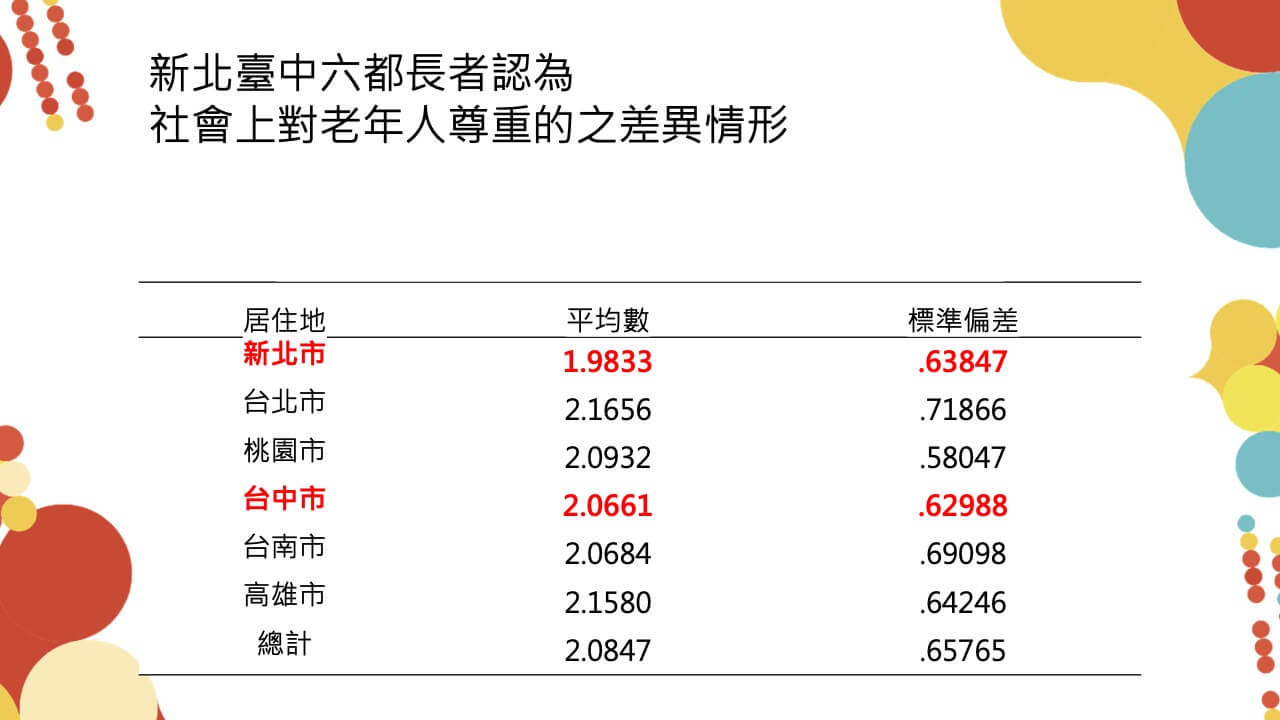 新北臺中六都長者認為
社會上對老年人尊重的之差異情形
居住地 平均數 標準偏差
新北市 1.9833 .63847
台北市 2.1656 .71866
桃園市 2.0932 .58047
台中市 2.0661 .62988
台南市 2.0684 .69098
高雄市 2.1580 .64246
總計 2.0847 .65765